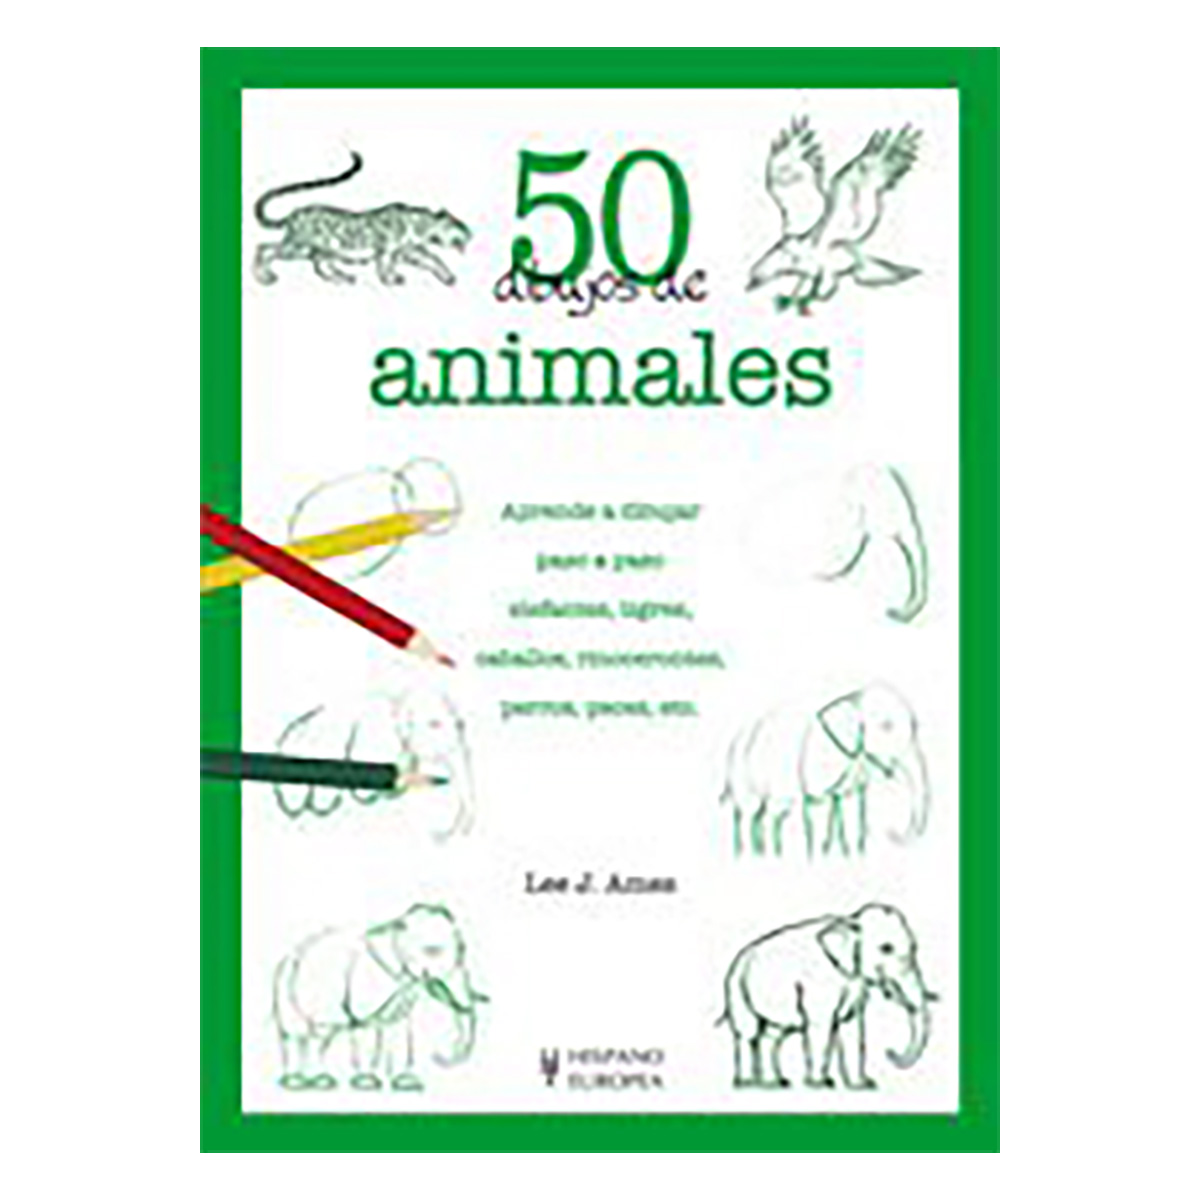 50
dibujos de
animales
Aprende a dibujar
paso a paso
elefantes, tigres,
caballos, rinocerontes,
perros, peces, etc.
Lee J. Ames
HISPANO
EUROPEA